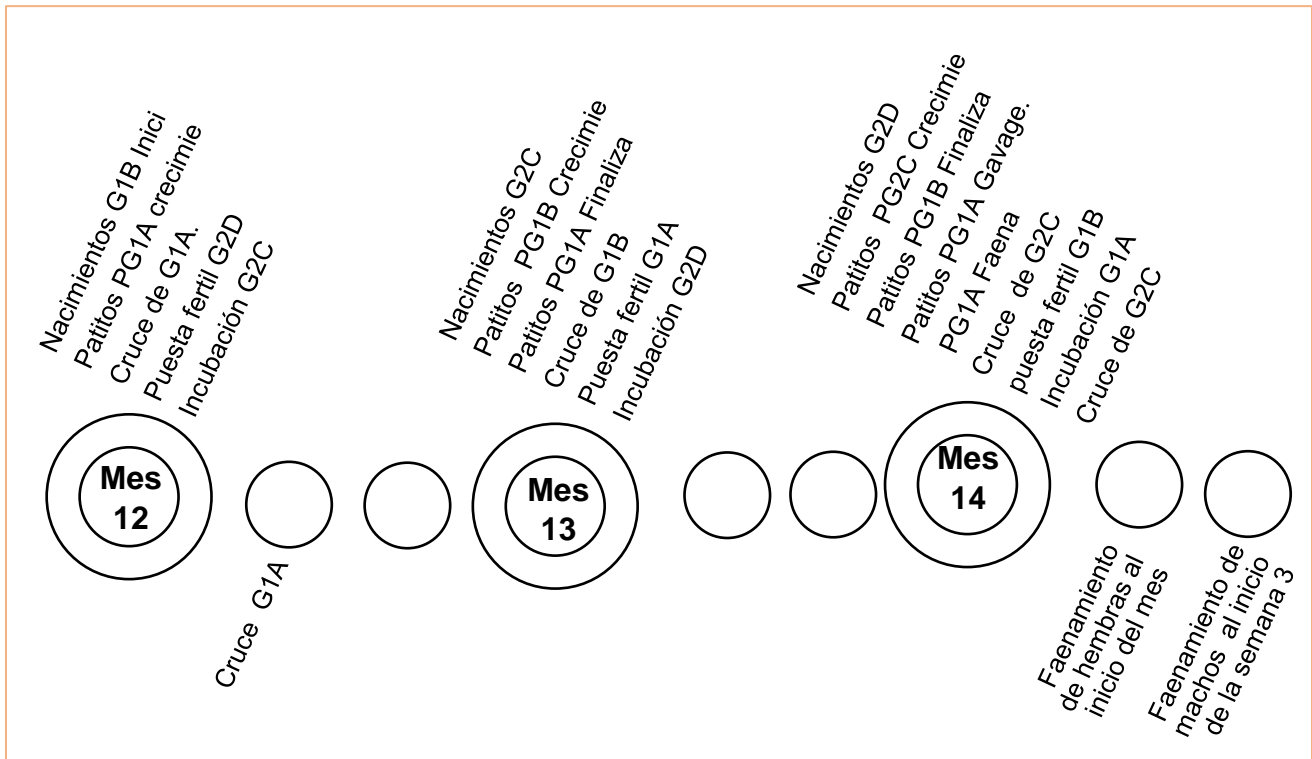 Nacimientos G1B Inici
Patitos PG1A crecimie
Cruce de G1A.
Puesta fertil G2D
Incubación G2C
Mes
12
Cruce G1A
Nacimientos G2C
Patitos PG1B Crecimie
Patitos PG1A Finaliza
Cruce de G1B
Puesta fertil G1A
Incubación G2D
Mes
13
Nacimientos G2D
Patitos PG2C Crecimie
Patitos PG1B Finaliza
Patitos PG1A Gavage.
PG1A Faena
Cruce de G2C
puesta fertil G1B
Incubación G1A
Cruce de G2C
Mes
14
Faenamiento
de hembras al
inicio del mes
Faenamiento de
machos al inicio
de la semana 3